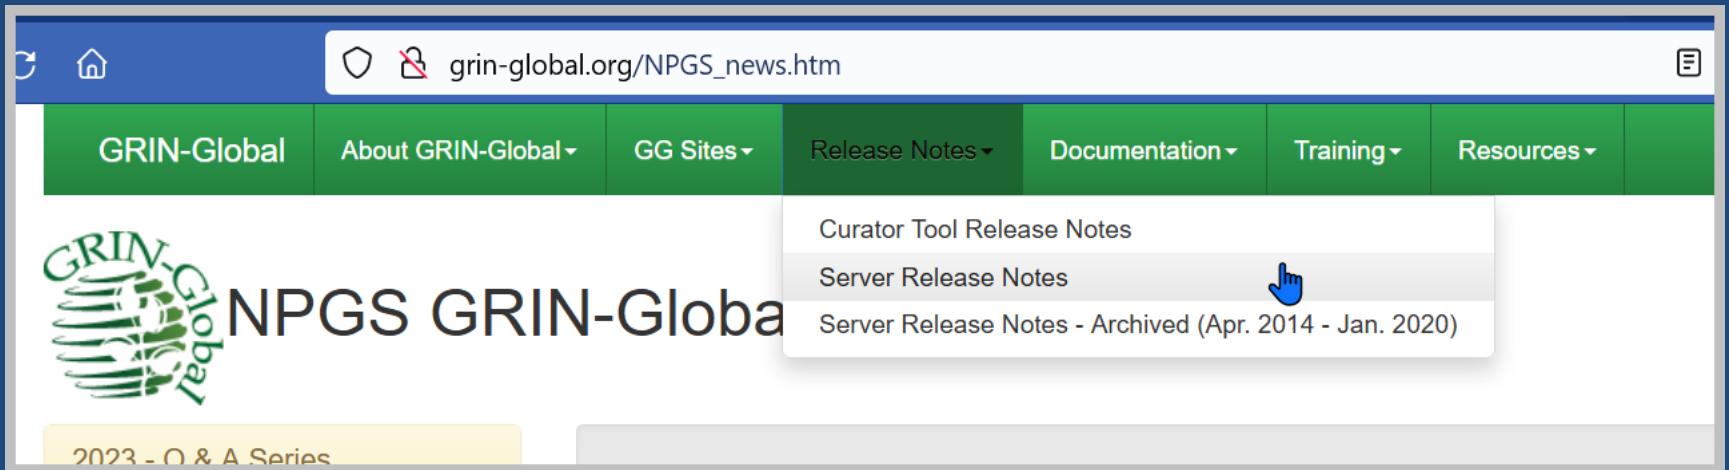 grin-global.org/NPGS_news.htm
GRIN-Global About GRIN-Global GG Sites Release Notes Documentation Training Resources
Curator Tool Release Notes
Server Release Notes
Server Release Notes - Archived (Apr. 2014 - Jan. 2020)
GRIN-Global
NPGS GRIN-Globa
2023 - Q & A Series